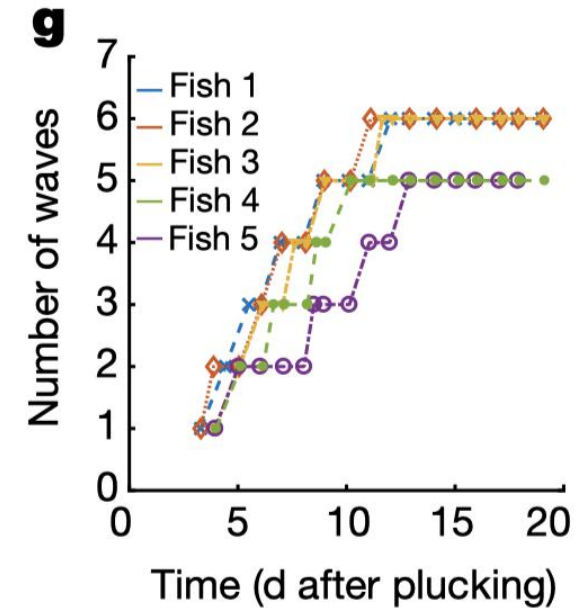 g
7
6
5
4
3
2
1
0
Number of waves
Fish 1
Fish 2
Fish 3
Fish 4
Fish 5
0 5 10 15 20
Time (d after plucking)